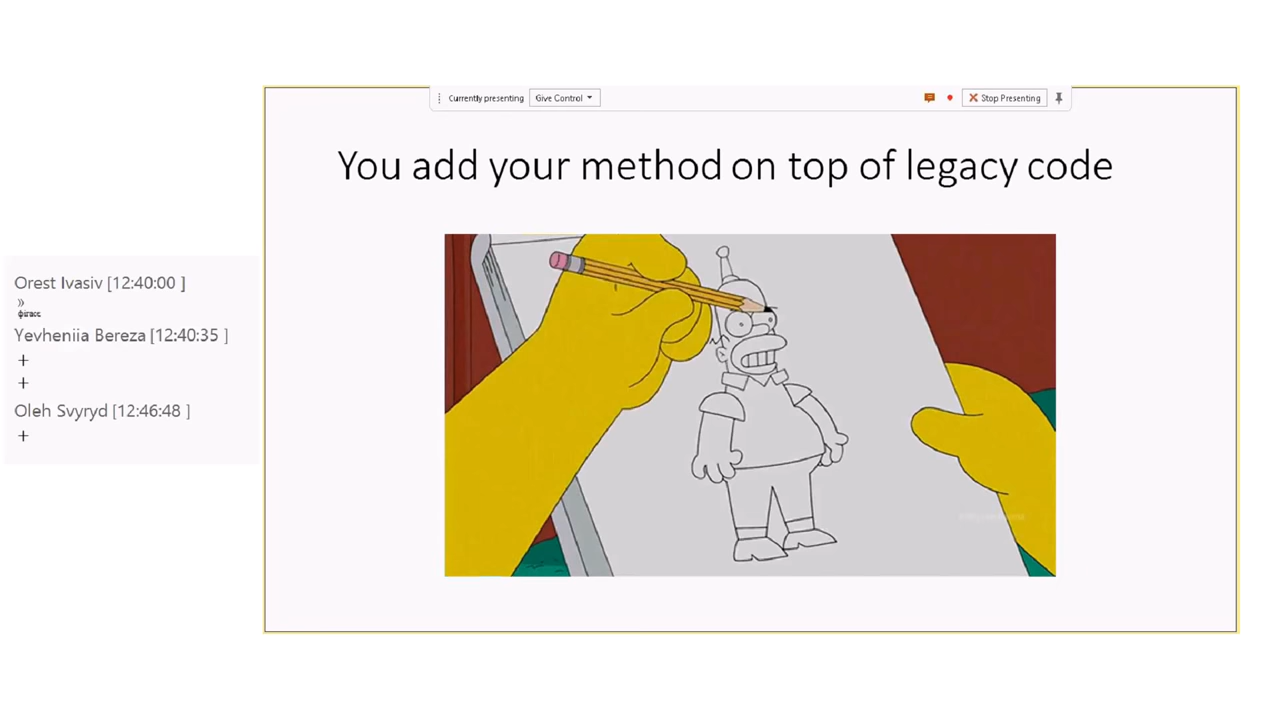 Currently presenting Give Control Stop Presenting
You add your method on top of legacy code
Orest Ivasiv [12:40:00 ]
»
Yevheniia Bereza [12:40:35 ]
+
+
Oleh Svyryd [12:46:48 ]
+